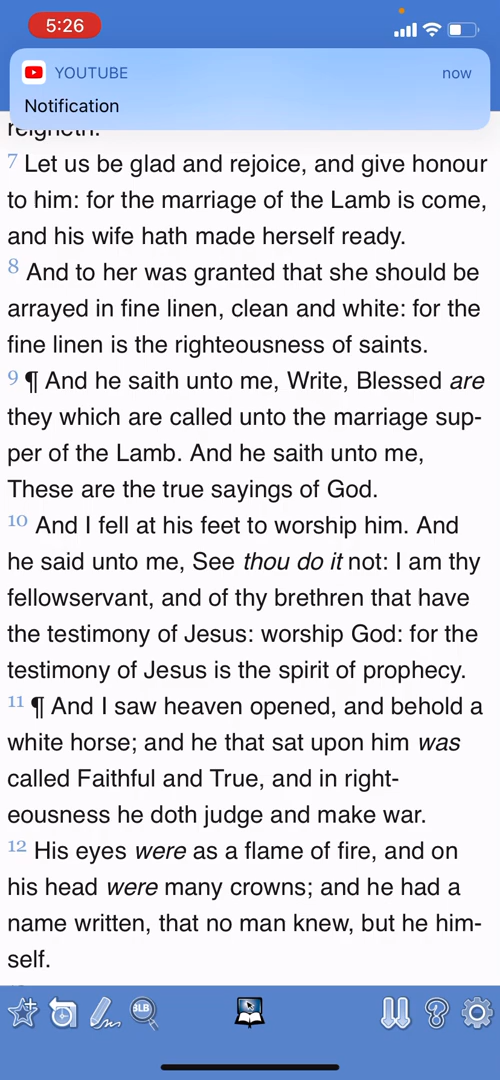 5:26
YOUTUBE now
Notification
reigneth.
7 Let us be glad and rejoice, and give honour
to him: for the marriage of the Lamb is come,
and his wife hath made herself ready.
8 And to her was granted that she should be
arrayed in fine linen, clean and white: for the
fine linen is the righteousness of saints.
9 ¶ And he saith unto me, Write, Blessed are
they which are called unto the marriage sup-
per of the Lamb. And he saith unto me,
These are the true sayings of God.
10 And I fell at his feet to worship him. And
he said unto me, See thou do it not: I am thy
fellowservant, and of thy brethren that have
the testimony of Jesus: worship God: for the
testimony of Jesus is the spirit of prophecy.
11 ¶ And I saw heaven opened, and behold a
white horse; and he that sat upon him was
called Faithful and True, and in right-
eousness he doth judge and make war.
12 His eyes were as a flame of fire, and on
his head were many crowns; and he had a
name written, that no man knew, but he him-
self.
BLB